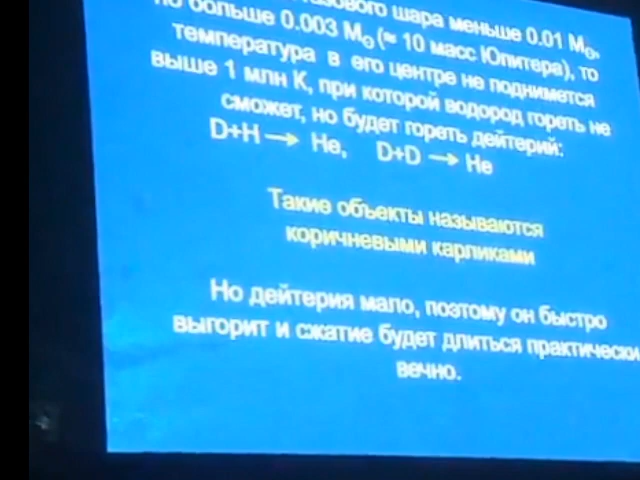 шара меньше 0.01 M⊙,
но больше 0.003 M⊙ (≈ 10 масс Юпитера), то
температура в его центре не поднимется
выше 1 млн К, при которой водород гореть не
сможет, но будет гореть дейтерий:
D+H → He, D+D → He
Такие объекты называются
коричневыми карликами
Но дейтерия мало, поэтому он быстро
выгорит и сжатие будет длиться практически
вечно.